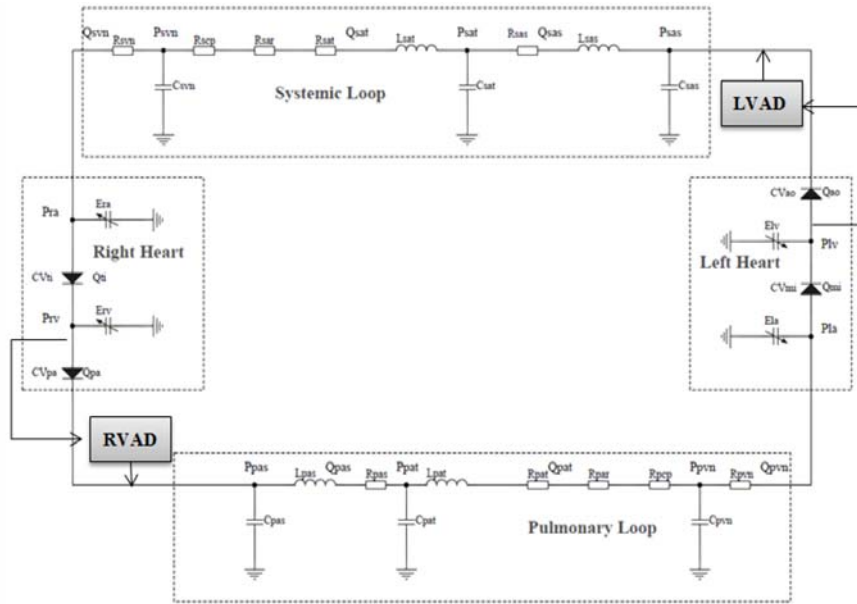 Qsvn Psvn Qsat Psat Qsas Psas
Rsvn Rscp Rsar Rsat Lsat Rsas Lsas
Csvn Csat Csas
Systemic Loop
LVAD
Pra Era
Right Heart
CVti Qti
Prv Erv
CVpa Qpa
CVao Qao
Elv Plv
Left Heart
CVmi Qmi
Ela Pla
RVAD
Ppas Qpas Ppat Qpat Ppvn Qpvn
Lpas Rpas Lpat Rpat Rpar Rpcp Rpvn
Cpas Cpat Cpvn
Pulmonary Loop